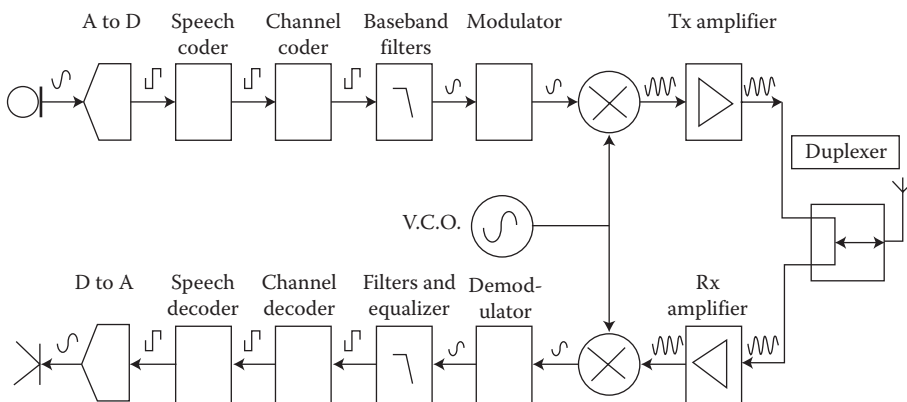 A to D
Speech
coder
Channel
coder
Baseband
filters
Modulator
Tx amplifier
Duplexer
V.C.O.
D to A
Speech
decoder
Channel
decoder
Filters and
equalizer
Demod-
ulator
Rx
amplifier